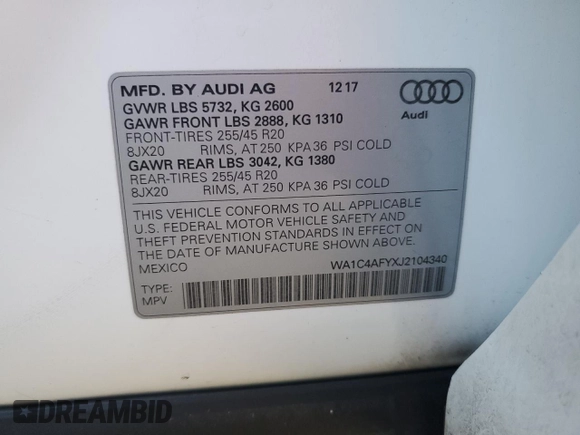 MFD. BY AUDI AG 12 17
GVWR LBS 5732, KG 2600
GAWR FRONT LBS 2888, KG 1310
FRONT-TIRES 255/45 R20
8JX20 RIMS, AT 250 KPA 36 PSI COLD
GAWR REAR LBS 3042, KG 1380
REAR-TIRES 255/45 R20
8JX20 RIMS, AT 250 KPA 36 PSI COLD
Audi
THIS VEHICLE CONFORMS TO ALL APPLICABLE
U.S. FEDERAL MOTOR VEHICLE SAFETY AND
THEFT PREVENTION STANDARDS IN EFFECT ON
THE DATE OF MANUFACTURE SHOWN ABOVE.
MEXICO WA1C4AFYXJ2104340
TYPE:
MPV
DREAMBID